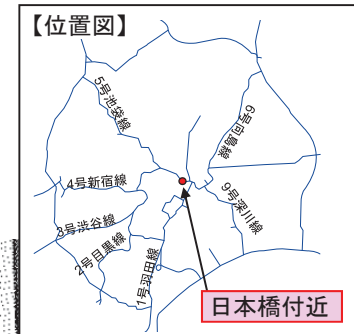 【位置図】
5号池袋線
6号向島線
4号新宿線
9号深川線
3号渋谷線
2号目黒線
1号羽田線
日本橋付近